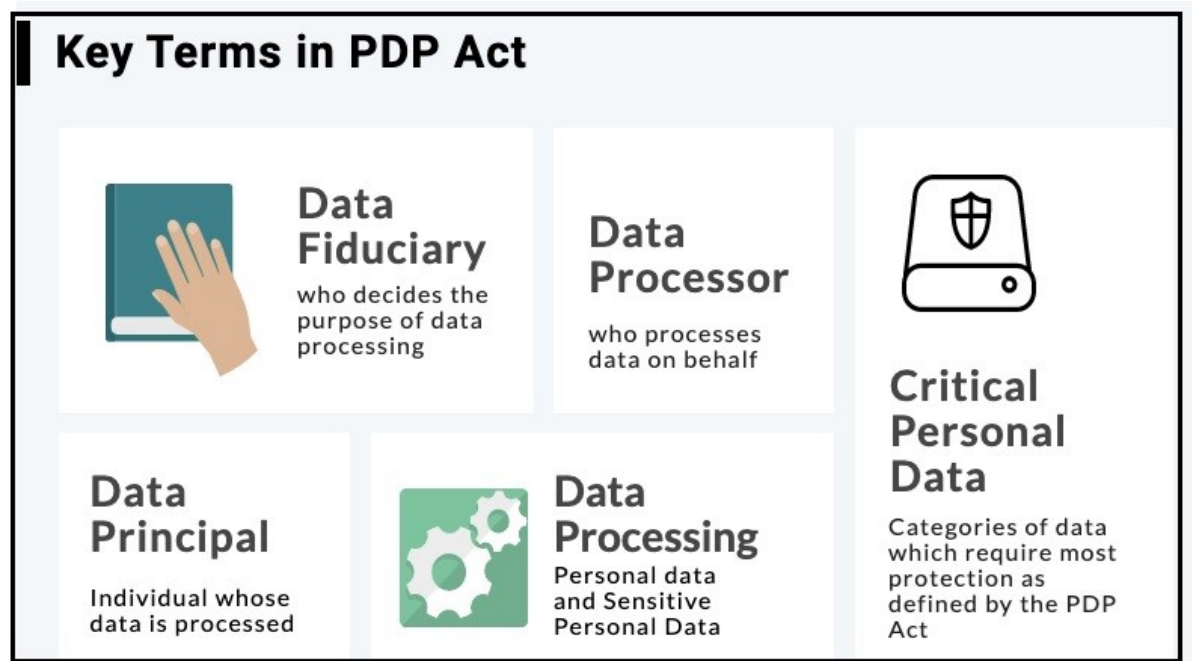 Key Terms in PDP Act
Data
Fiduciary
who decides the
purpose of data
processing
Data
Processor
who processes
data on behalf
Critical
Personal
Data
Categories of data
which require most
protection as
defined by the PDP
Act
Data
Principal
Individual whose
data is processed
Data
Processing
Personal data
and Sensitive
Personal Data